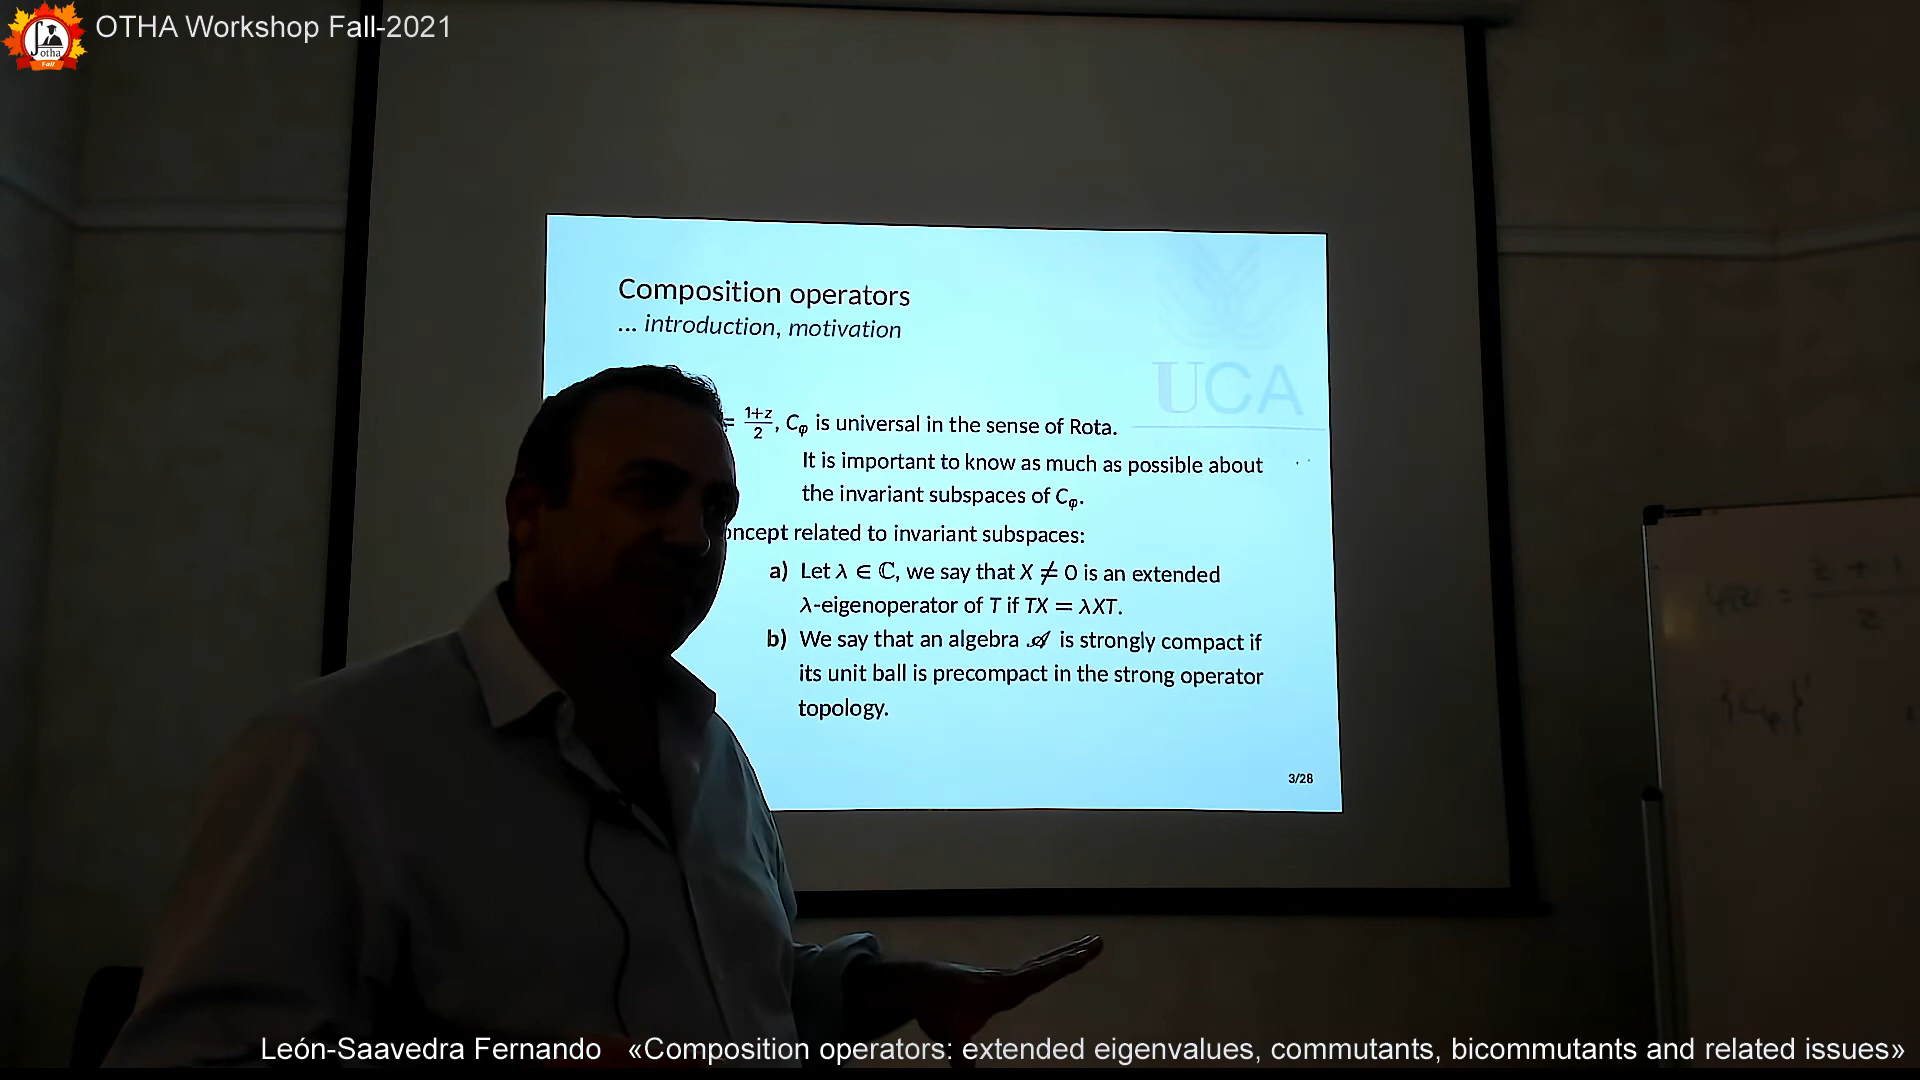 OTHA Workshop Fall-2021
otha
Fall
Composition operators
... introduction, motivation
UCA
= 1+z/2, Cφ is universal in the sense of Rota.
It is important to know as much as possible about
the invariant subspaces of Cφ.
oncept related to invariant subspaces:
a) Let λ ∈ ℂ, we say that X ≠ 0 is an extended
λ-eigenoperator of T if TX = λXT.
b) We say that an algebra 𝒜 is strongly compact if
its unit ball is precompact in the strong operator
topology.
3/28
z + 1
{Cφ}'
León-Saavedra Fernando «Composition operators: extended eigenvalues, commutants, bicommutants and related issues»